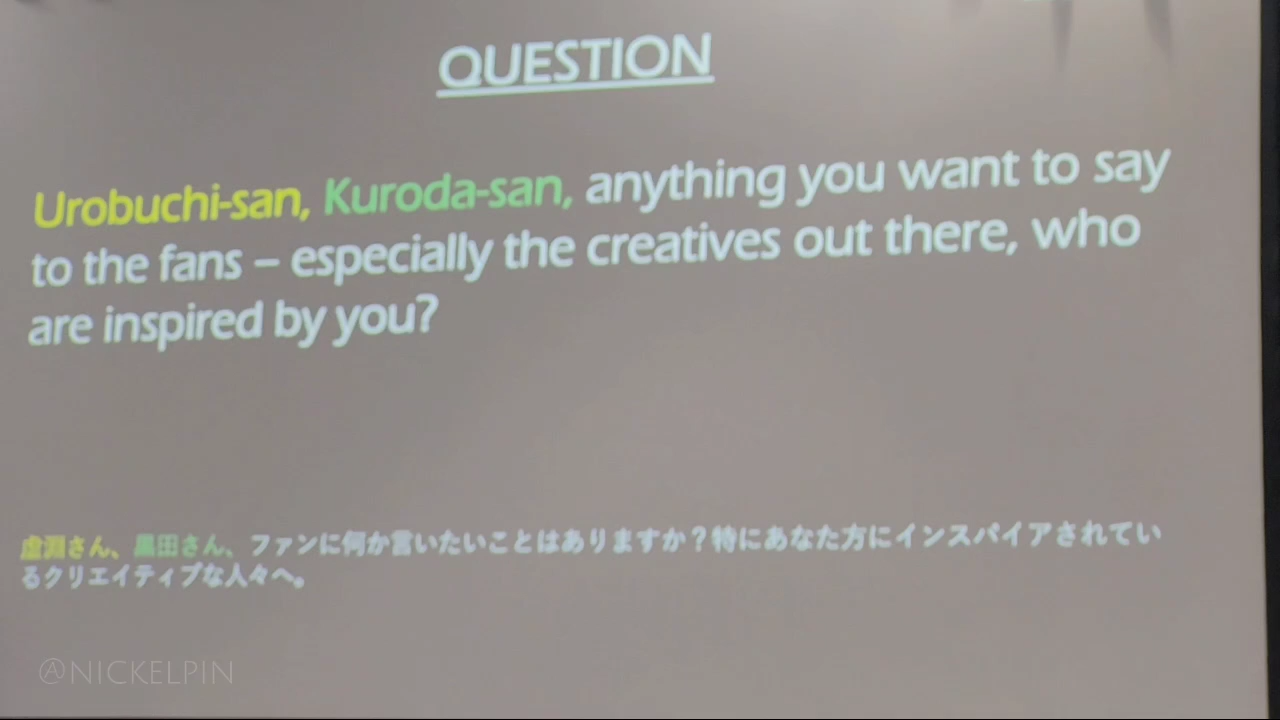 QUESTION
Urobuchi-san, Kuroda-san, anything you want to say
to the fans – especially the creatives out there, who
are inspired by you?
虚淵さん、黒田さん、ファンに何か言いたいことはありますか？特にあなた方にインスパイアされてい
るクリエイティブな人々へ。
@NICKELPIN